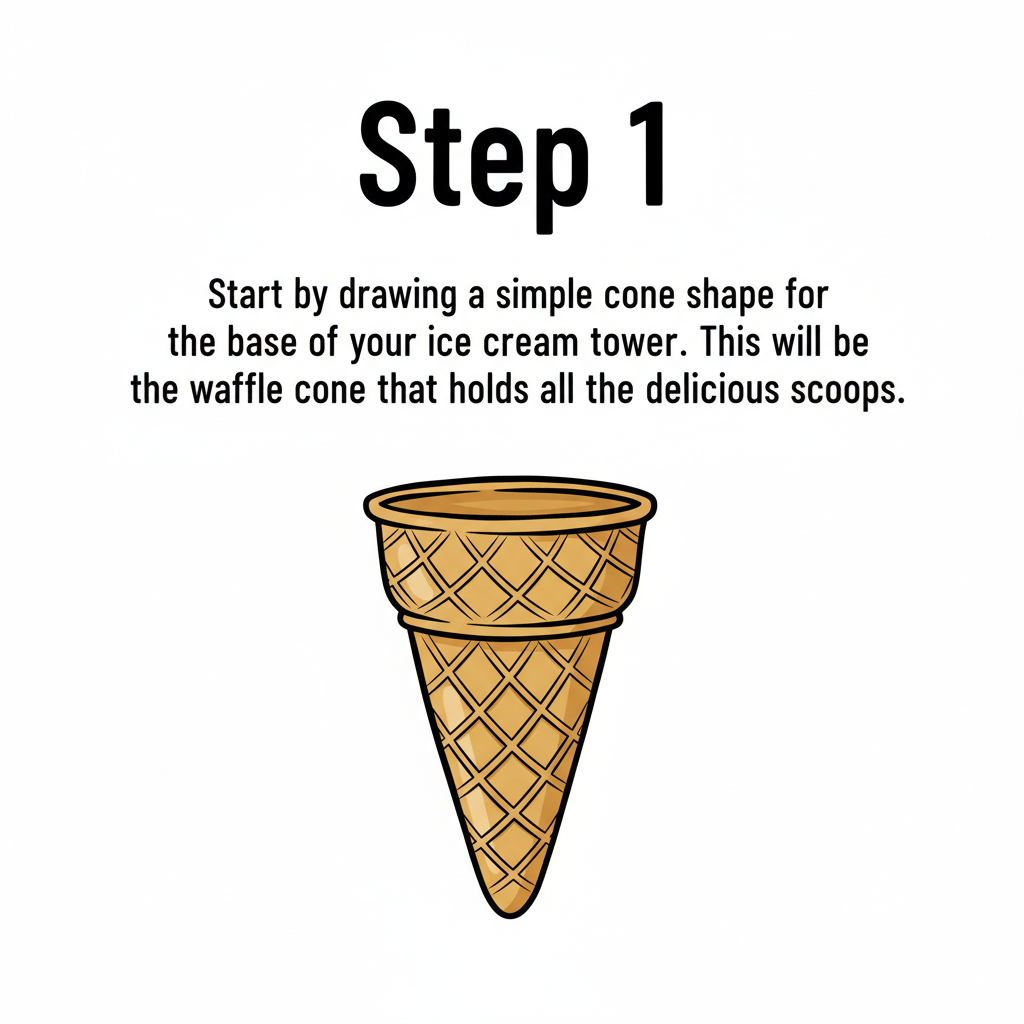 Step 1
Start by drawing a simple cone shape for
the base of your ice cream tower. This will be
the waffle cone that holds all the delicious scoops.